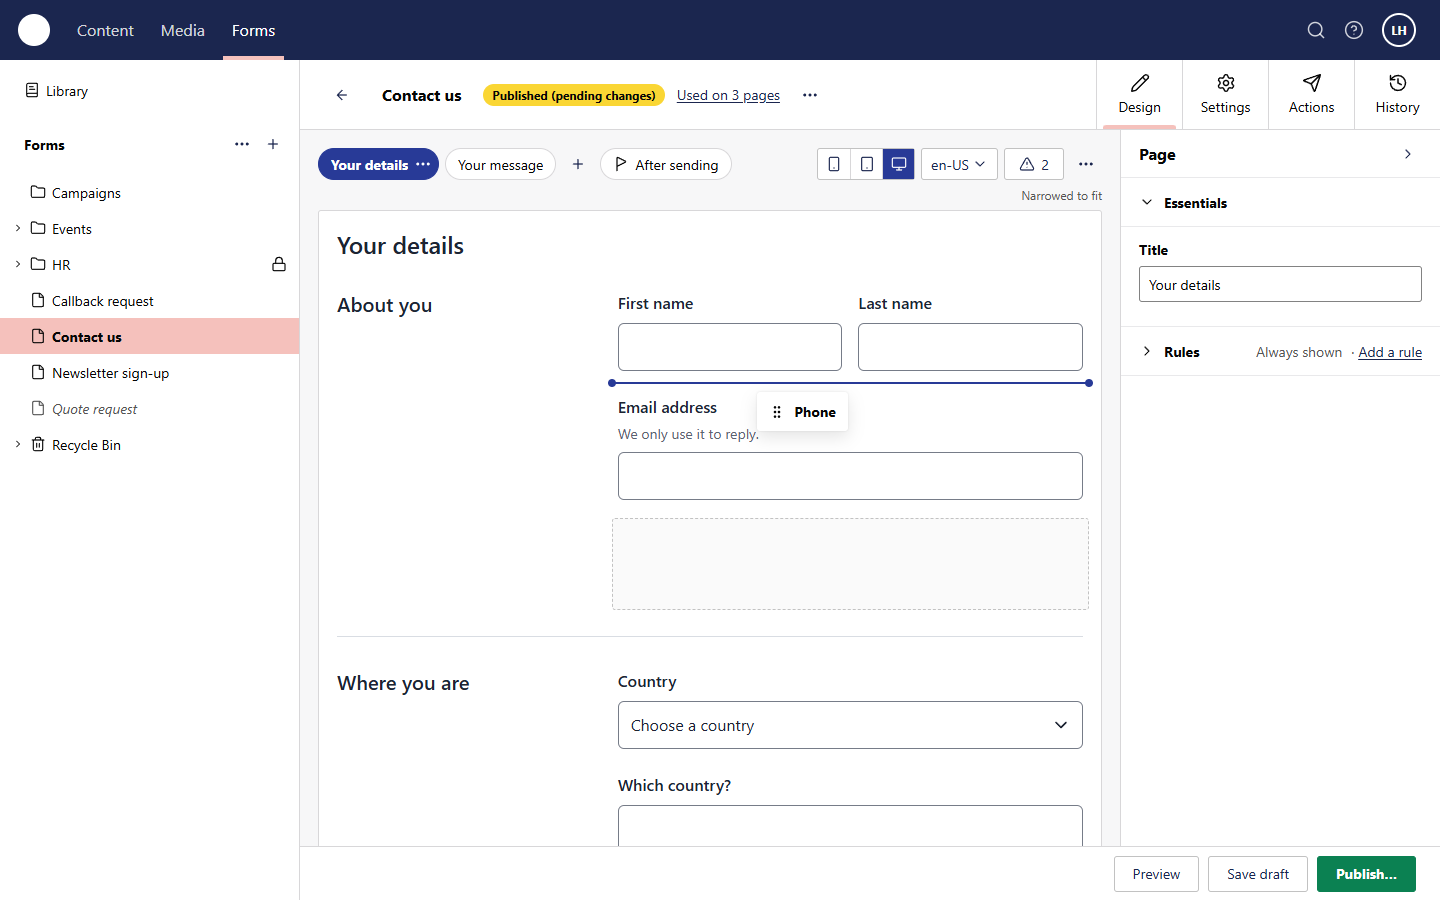 Content
Media
Forms
LH
Library
Forms
Campaigns
Events
HR
Callback request
Contact us
Newsletter sign-up
Quote request
Recycle Bin
Contact us
Published (pending changes)
Used on 3 pages
Design
Settings
Actions
History
Your details
Your message
After sending
en-US
2
Narrowed to fit
Your details
About you
First name
Last name
Email address
We only use it to reply.
Phone
Where you are
Country
Choose a country
Which country?
Page
Essentials
Title
Your details
Rules
Always shown · Add a rule
Preview
Save draft
Publish...